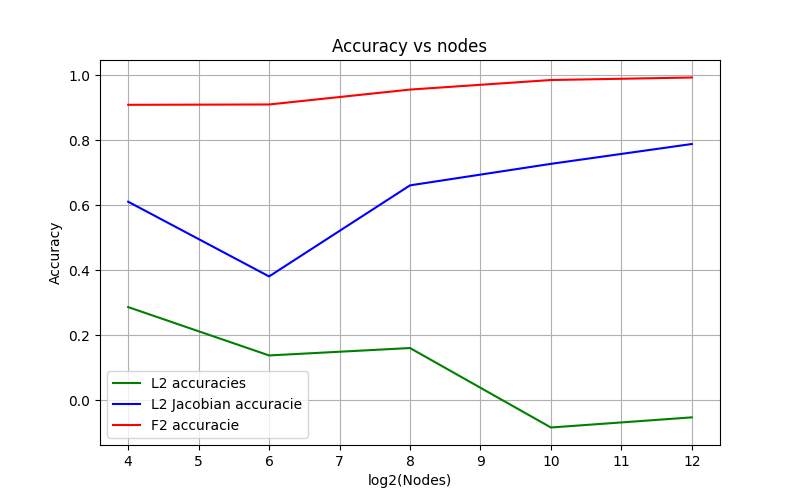 Accuracy vs nodes
1.0
0.8
0.6
0.4
0.2
0.0
Accuracy
L2 accuracies
L2 Jacobian accuracie
F2 accuracie
4 5 6 7 8 9 10 11 12
log2(Nodes)